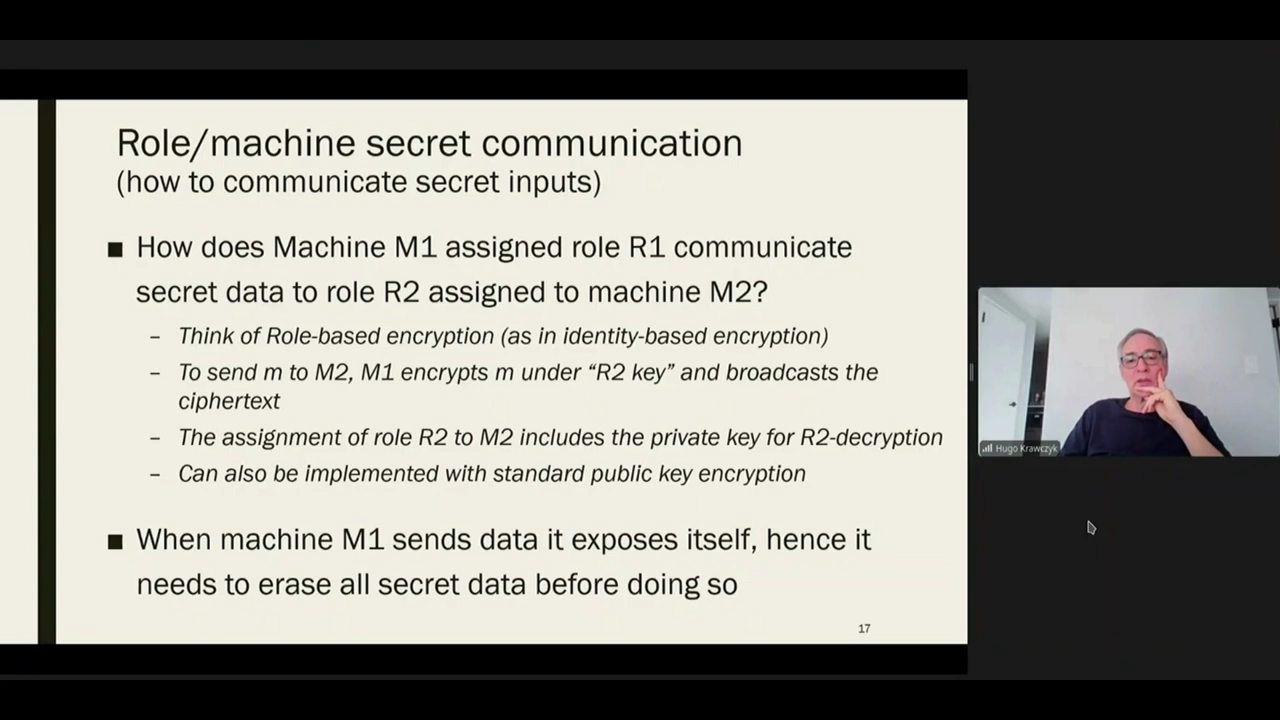 Role/machine secret communication
(how to communicate secret inputs)
■ How does Machine M1 assigned role R1 communicate
secret data to role R2 assigned to machine M2?
– Think of Role-based encryption (as in identity-based encryption)
– To send m to M2, M1 encrypts m under “R2 key” and broadcasts the
ciphertext
– The assignment of role R2 to M2 includes the private key for R2-decryption
– Can also be implemented with standard public key encryption
■ When machine M1 sends data it exposes itself, hence it
needs to erase all secret data before doing so
17
Hugo Krawczyk